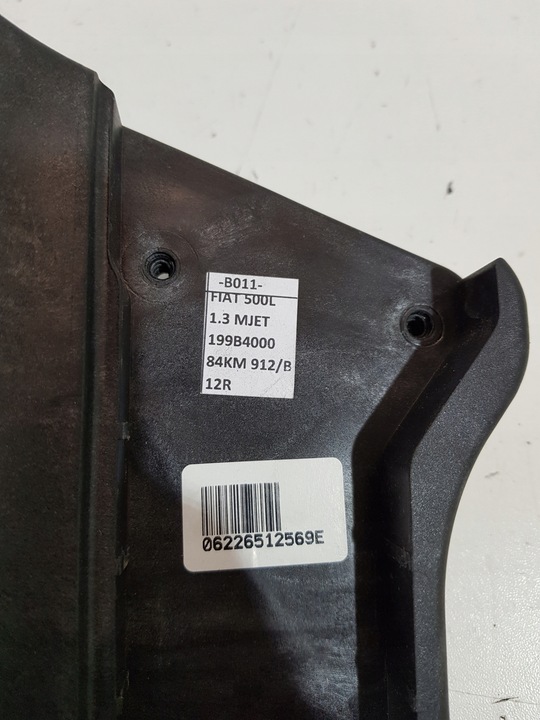 -B011-
FIAT 500L
1.3 MJET
199B4000
84KM 912/B
12R
06226512569E